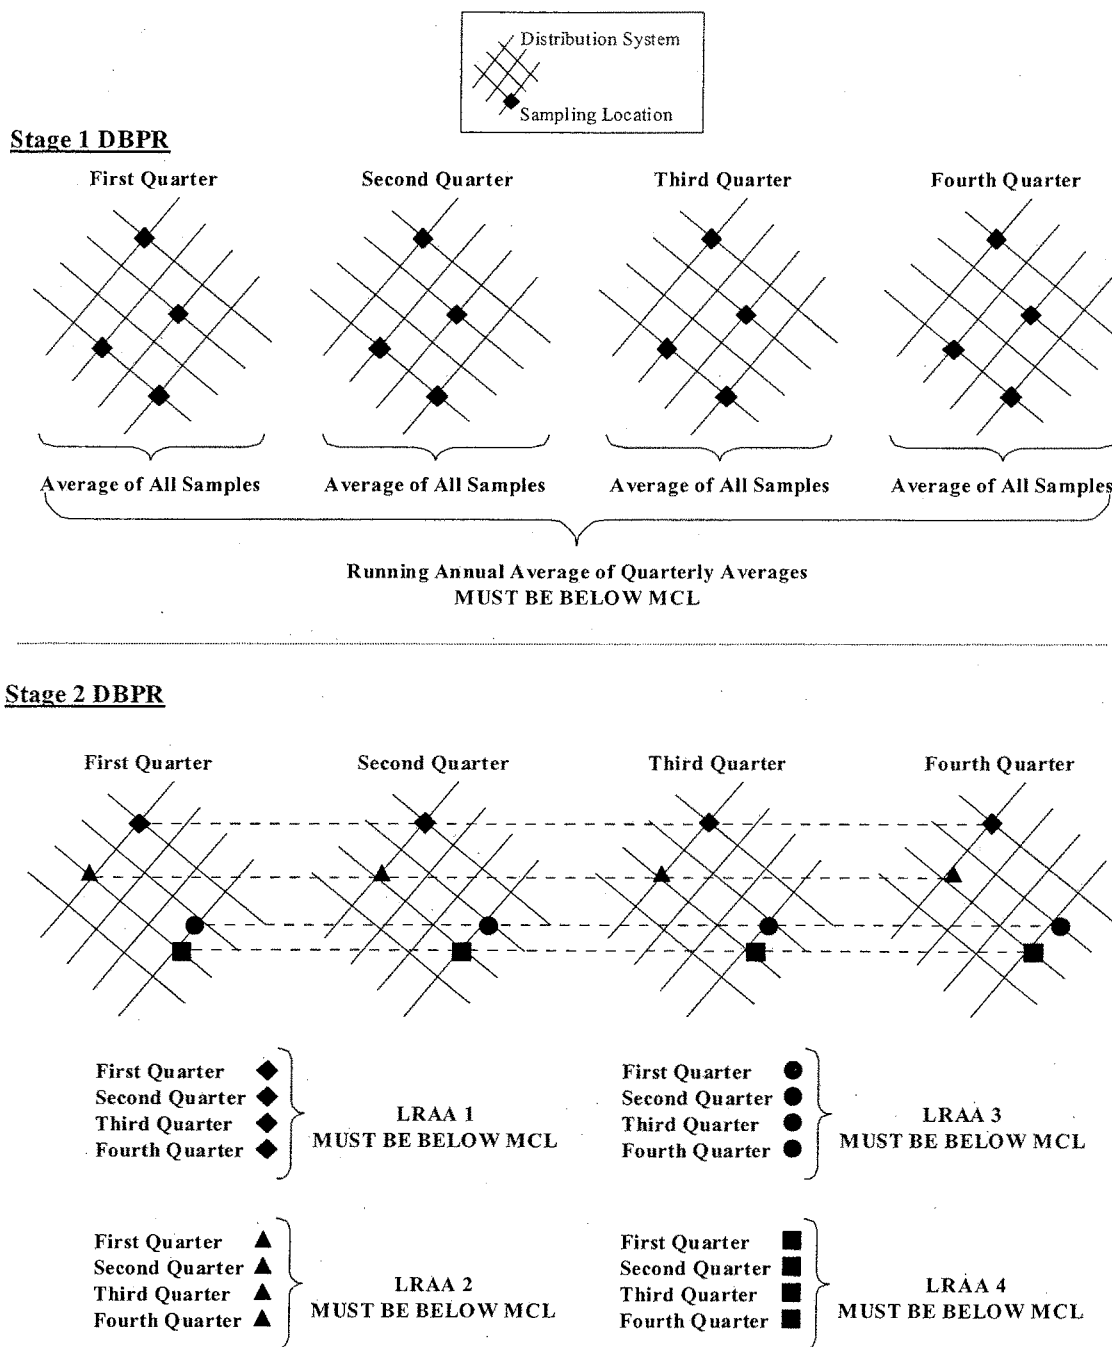 Distribution System
Sampling Location
Stage 1 DBPR
First Quarter
Second Quarter
Third Quarter
Fourth Quarter
Average of All Samples
Average of All Samples
Average of All Samples
Average of All Samples
Running Annual Average of Quarterly Averages
MUST BE BELOW MCL
Stage 2 DBPR
First Quarter
Second Quarter
Third Quarter
Fourth Quarter
First Quarter
Second Quarter
Third Quarter
Fourth Quarter
LRAA 1
MUST BE BELOW MCL
First Quarter
Second Quarter
Third Quarter
Fourth Quarter
LRAA 3
MUST BE BELOW MCL
First Quarter
Second Quarter
Third Quarter
Fourth Quarter
LRAA 2
MUST BE BELOW MCL
First Quarter
Second Quarter
Third Quarter
Fourth Quarter
LRAA 4
MUST BE BELOW MCL